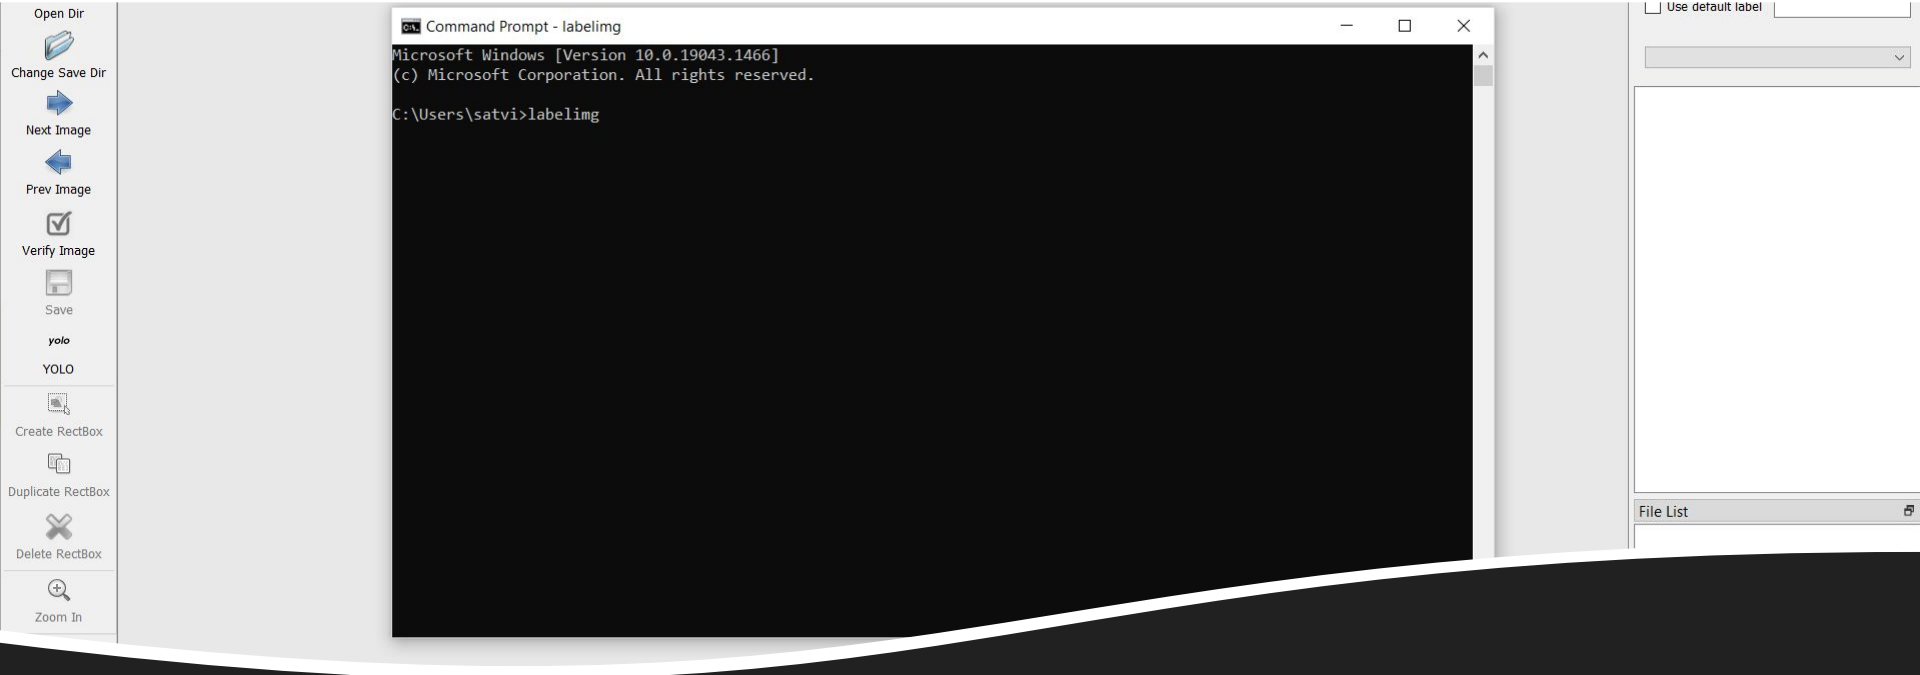 Open Dir
Change Save Dir
Next Image
Prev Image
Verify Image
Save
yolo
YOLO
Create RectBox
Duplicate RectBox
Delete RectBox
Zoom In
Command Prompt - labelimg
Microsoft Windows [Version 10.0.19043.1466]
(c) Microsoft Corporation. All rights reserved.
C:\Users\satvi>labelimg
Use default label
File List